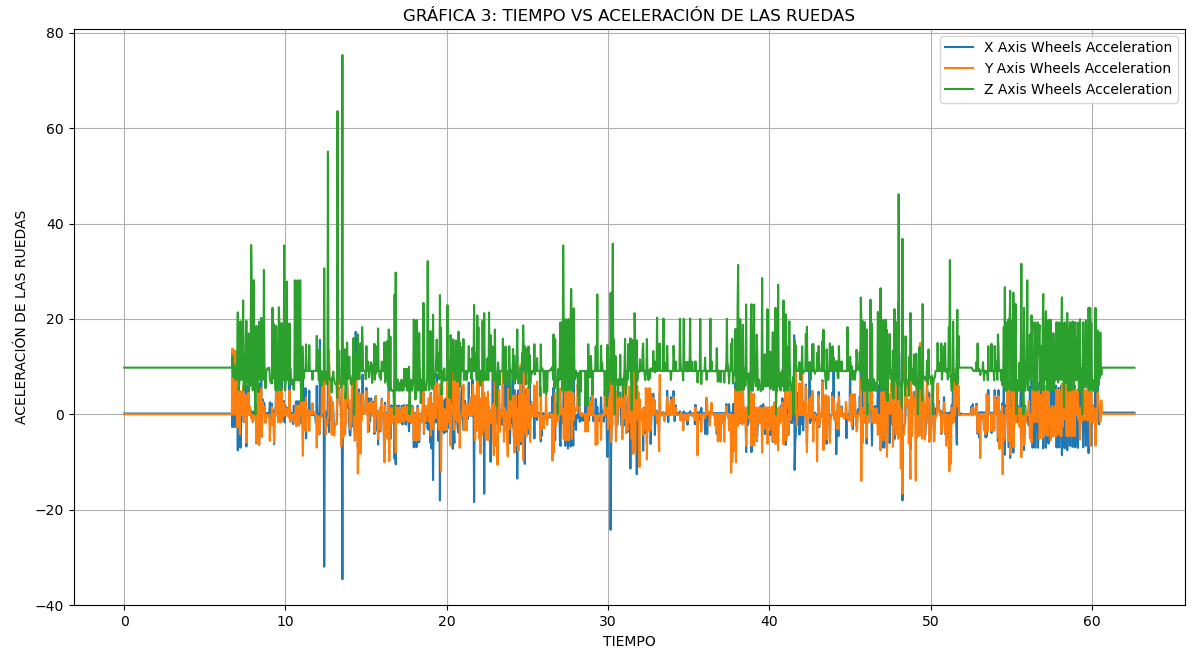 GRÁFICA 3: TIEMPO VS ACELERACIÓN DE LAS RUEDAS
X Axis Wheels Acceleration
Y Axis Wheels Acceleration
Z Axis Wheels Acceleration
ACELERACIÓN DE LAS RUEDAS
80
60
40
20
0
−20
−40
0
10
20
30
40
50
60
TIEMPO